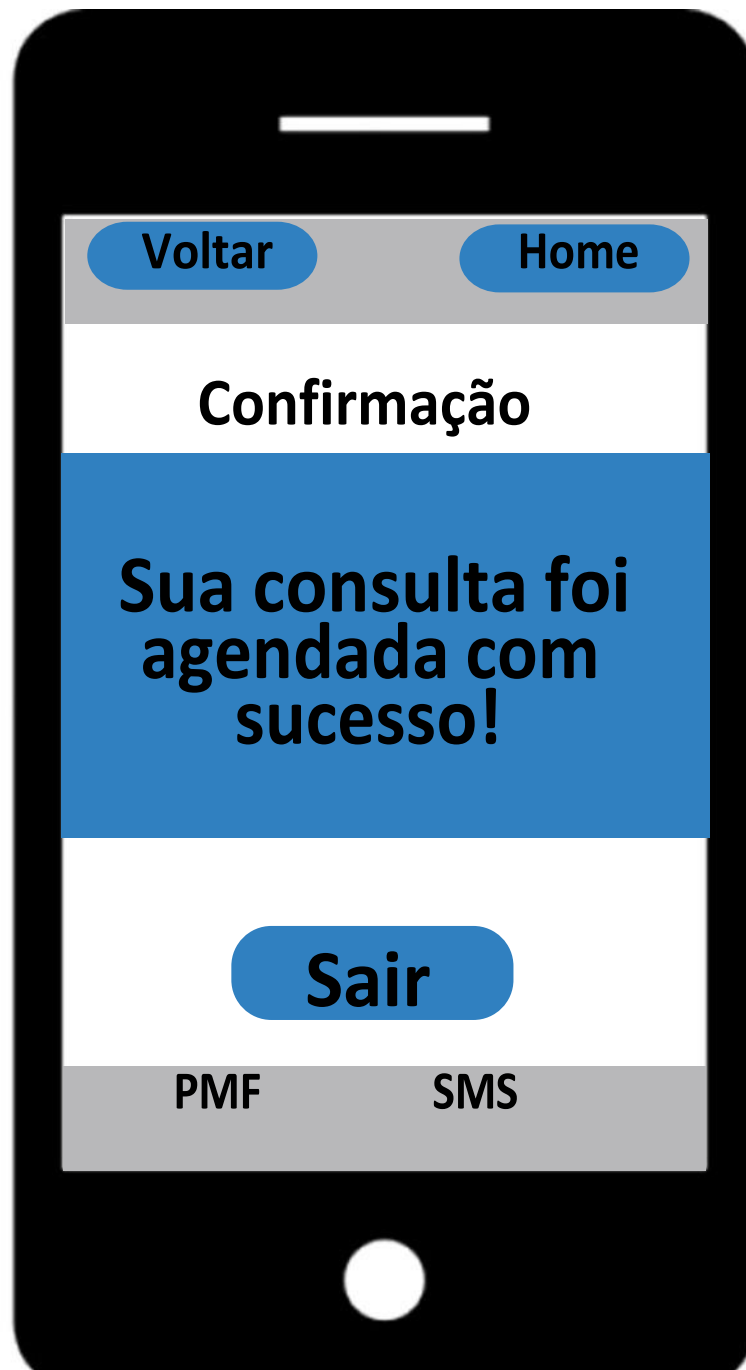 Voltar Home
Confirmação
Sua consulta foi
agendada com
sucesso!
Sair
PMF SMS